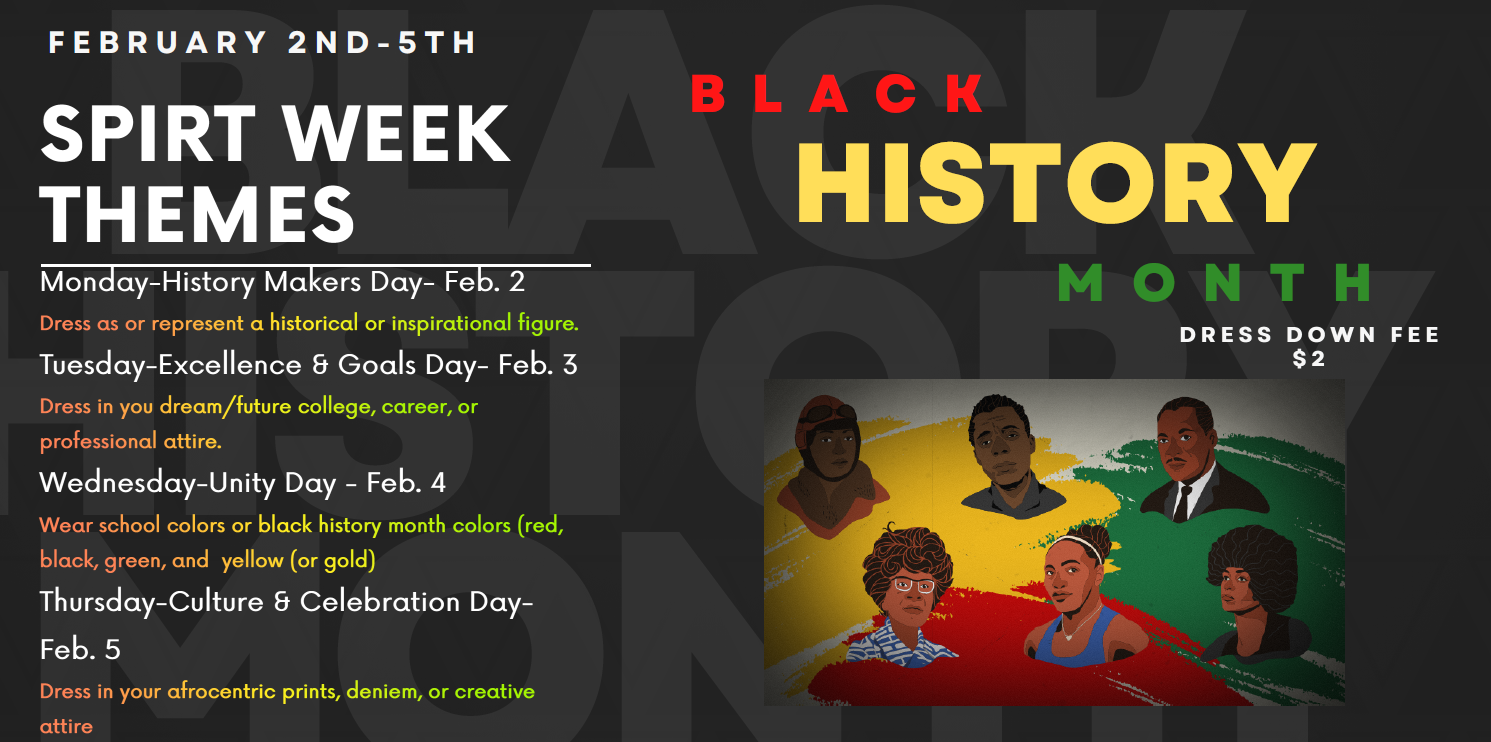 FEBRUARY 2ND-5TH
SPIRT WEEK
THEMES
Monday-History Makers Day- Feb. 2
Dress as or represent a historical or inspirational figure.
Tuesday-Excellence & Goals Day- Feb. 3
Dress in you dream/future college, career, or
professional attire.
Wednesday-Unity Day - Feb. 4
Wear school colors or black history month colors (red,
black, green, and  yellow (or gold)
Thursday-Culture & Celebration Day-
Feb. 5
Dress in your afrocentric prints, deniem, or creative
attire
BLACK
HISTORY
MONTH
DRESS DOWN FEE
$2
BLACK
HISTORY
MONTH